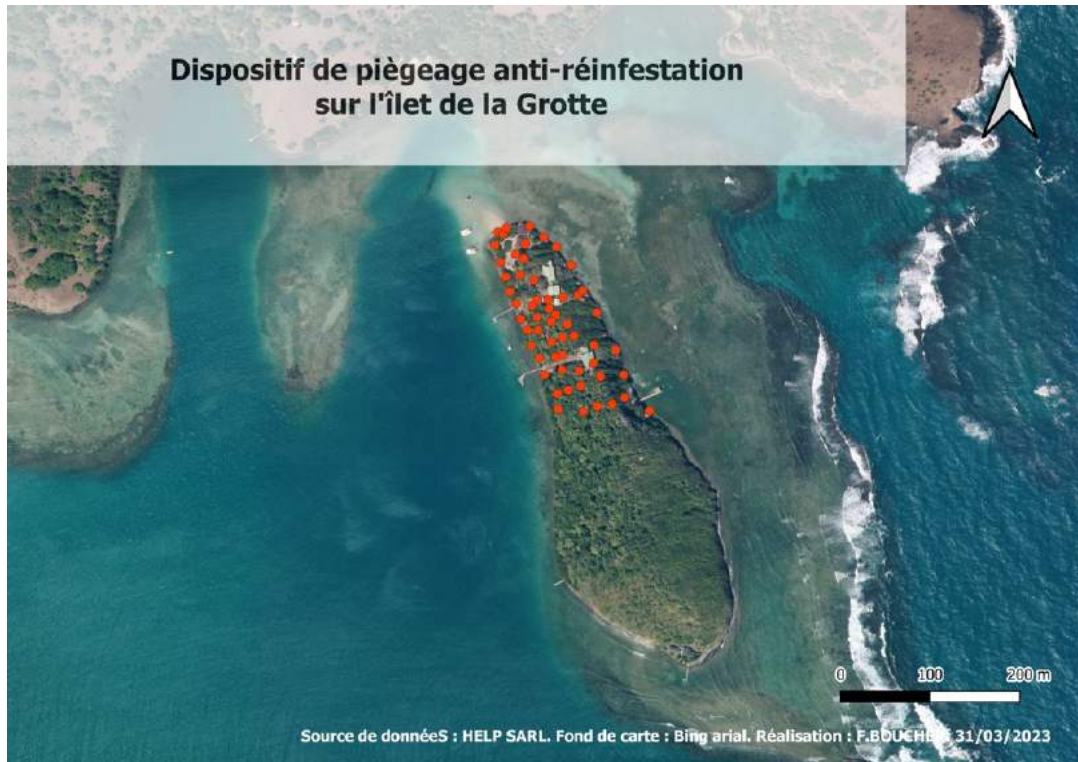 Dispositif de piègeage anti-réinfestation
sur l'îlet de la Grotte
0 100 200 m
Source de donnéeS : HELP SARL. Fond de carte : Bing arial. Réalisation : 31/03/2023